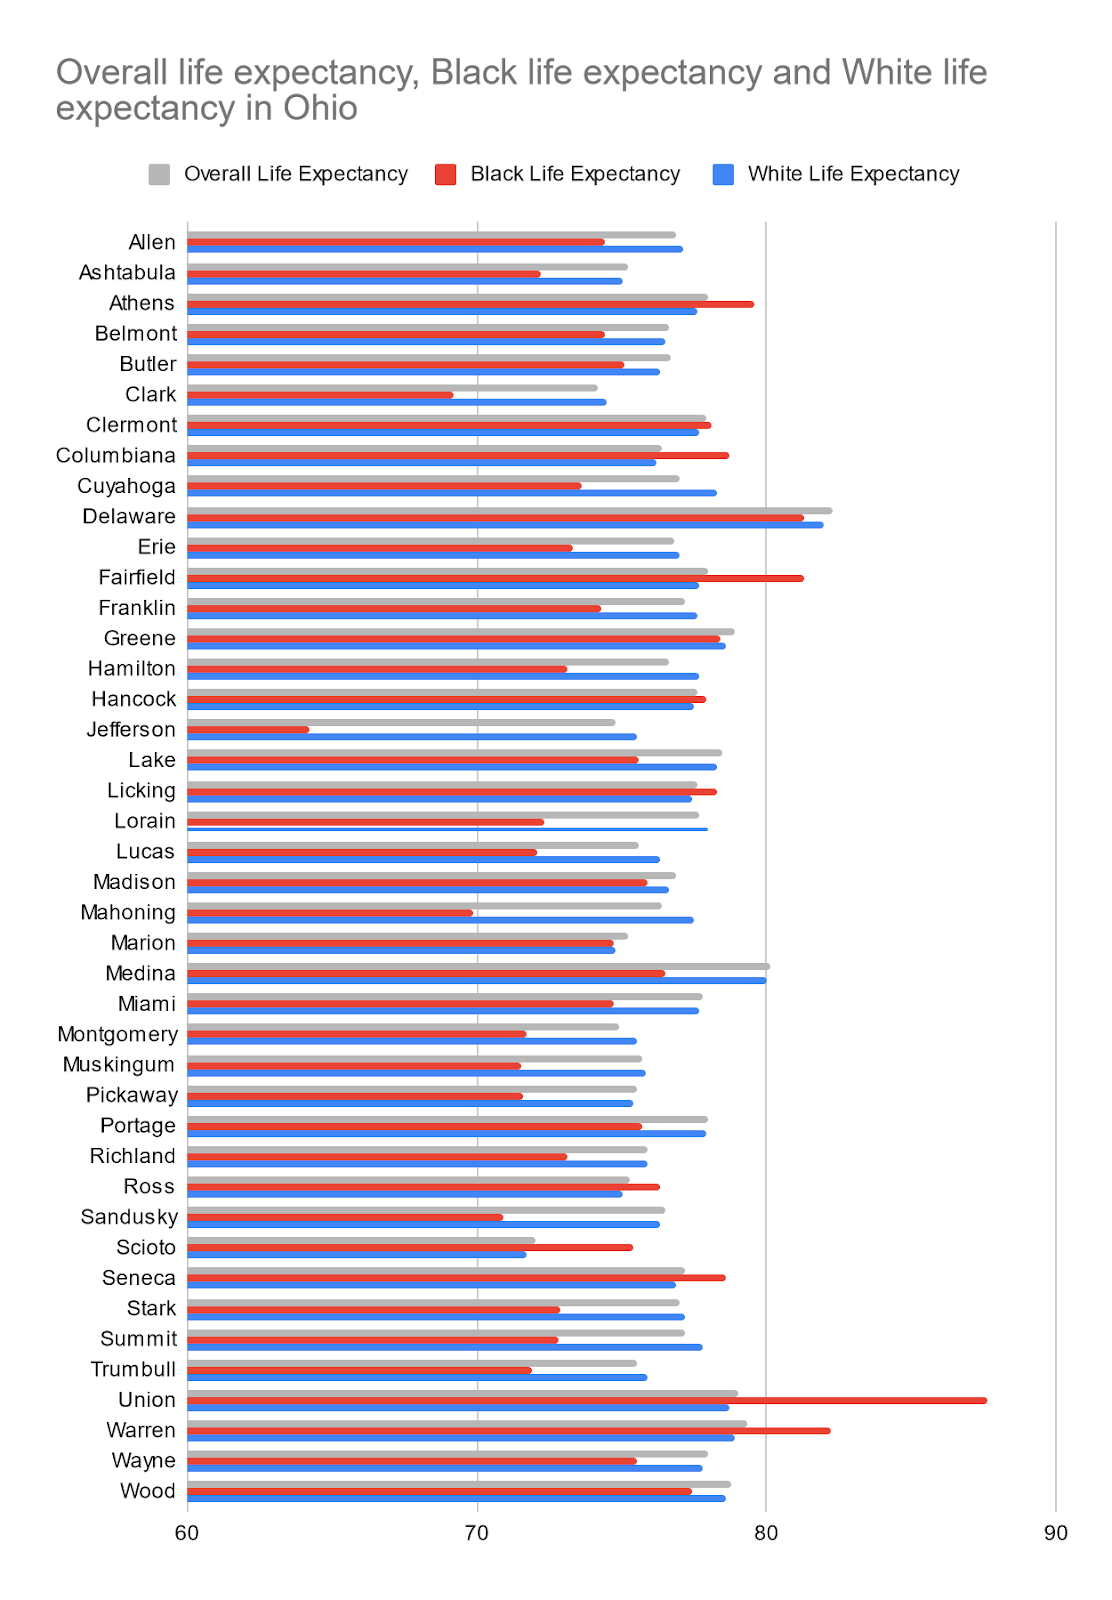 Overall life expectancy, Black life expectancy and White life
expectancy in Ohio
Overall Life Expectancy Black Life Expectancy White Life Expectancy
Allen
Ashtabula
Athens
Belmont
Butler
Clark
Clermont
Columbiana
Cuyahoga
Delaware
Erie
Fairfield
Franklin
Greene
Hamilton
Hancock
Jefferson
Lake
Licking
Lorain
Lucas
Madison
Mahoning
Marion
Medina
Miami
Montgomery
Muskingum
Pickaway
Portage
Richland
Ross
Sandusky
Scioto
Seneca
Stark
Summit
Trumbull
Union
Warren
Wayne
Wood
60 70 80 90